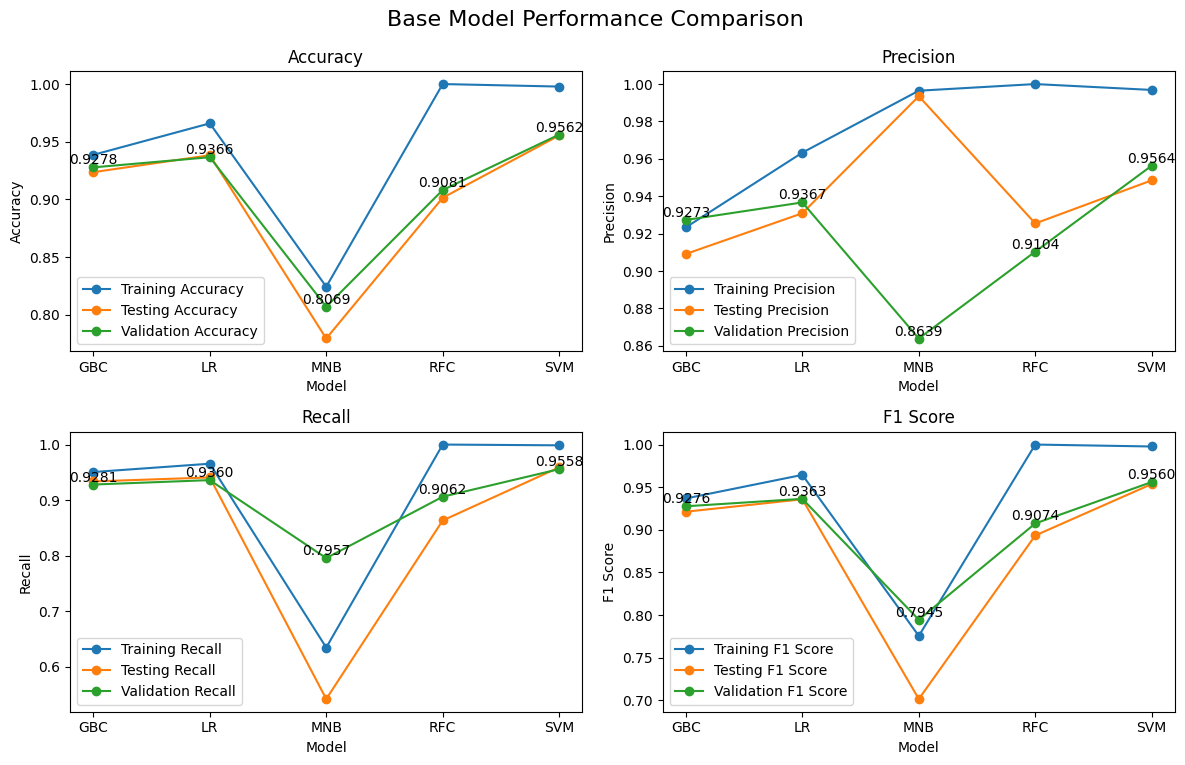 Base Model Performance Comparison
Accuracy
Accuracy
1.00
0.95
0.90
0.85
0.80
0.9278
0.9366
0.8069
0.9081
0.9562
Training Accuracy
Testing Accuracy
Validation Accuracy
GBC LR MNB RFC SVM
Model
Precision
Precision
1.00
0.98
0.96
0.94
0.92
0.90
0.88
0.86
0.9273
0.9367
0.8639
0.9104
0.9564
Training Precision
Testing Precision
Validation Precision
GBC LR MNB RFC SVM
Model
Recall
Recall
1.0
0.9
0.8
0.7
0.6
0.9281
0.9360
0.7957
0.9062
0.9558
Training Recall
Testing Recall
Validation Recall
GBC LR MNB RFC SVM
Model
F1 Score
F1 Score
1.00
0.95
0.90
0.85
0.80
0.75
0.70
0.9276
0.9363
0.7945
0.9074
0.9560
Training F1 Score
Testing F1 Score
Validation F1 Score
GBC LR MNB RFC SVM
Model